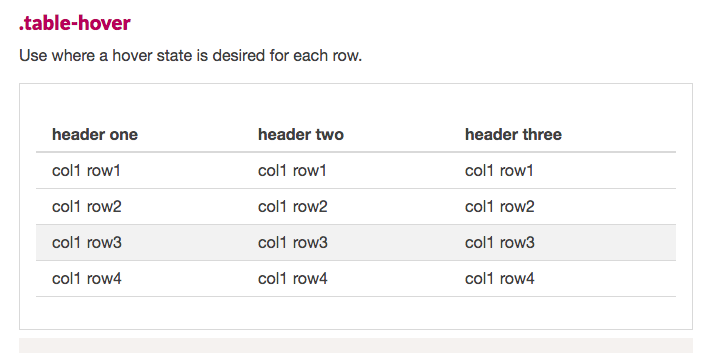 .table-hover
Use where a hover state is desired for each row.
header one header two header three
col1 row1 col1 row1 col1 row1
col1 row2 col1 row2 col1 row2
col1 row3 col1 row3 col1 row3
col1 row4 col1 row4 col1 row4